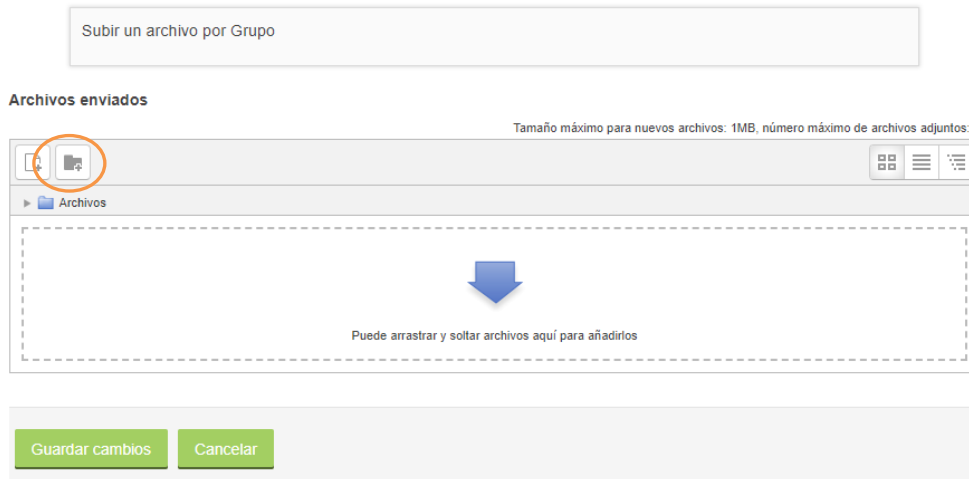 Subir un archivo por Grupo
Archivos enviados
Tamaño máximo para nuevos archivos: 1MB, número máximo de archivos adjuntos:
Archivos
Puede arrastrar y soltar archivos aquí para añadirlos
Guardar cambios
Cancelar